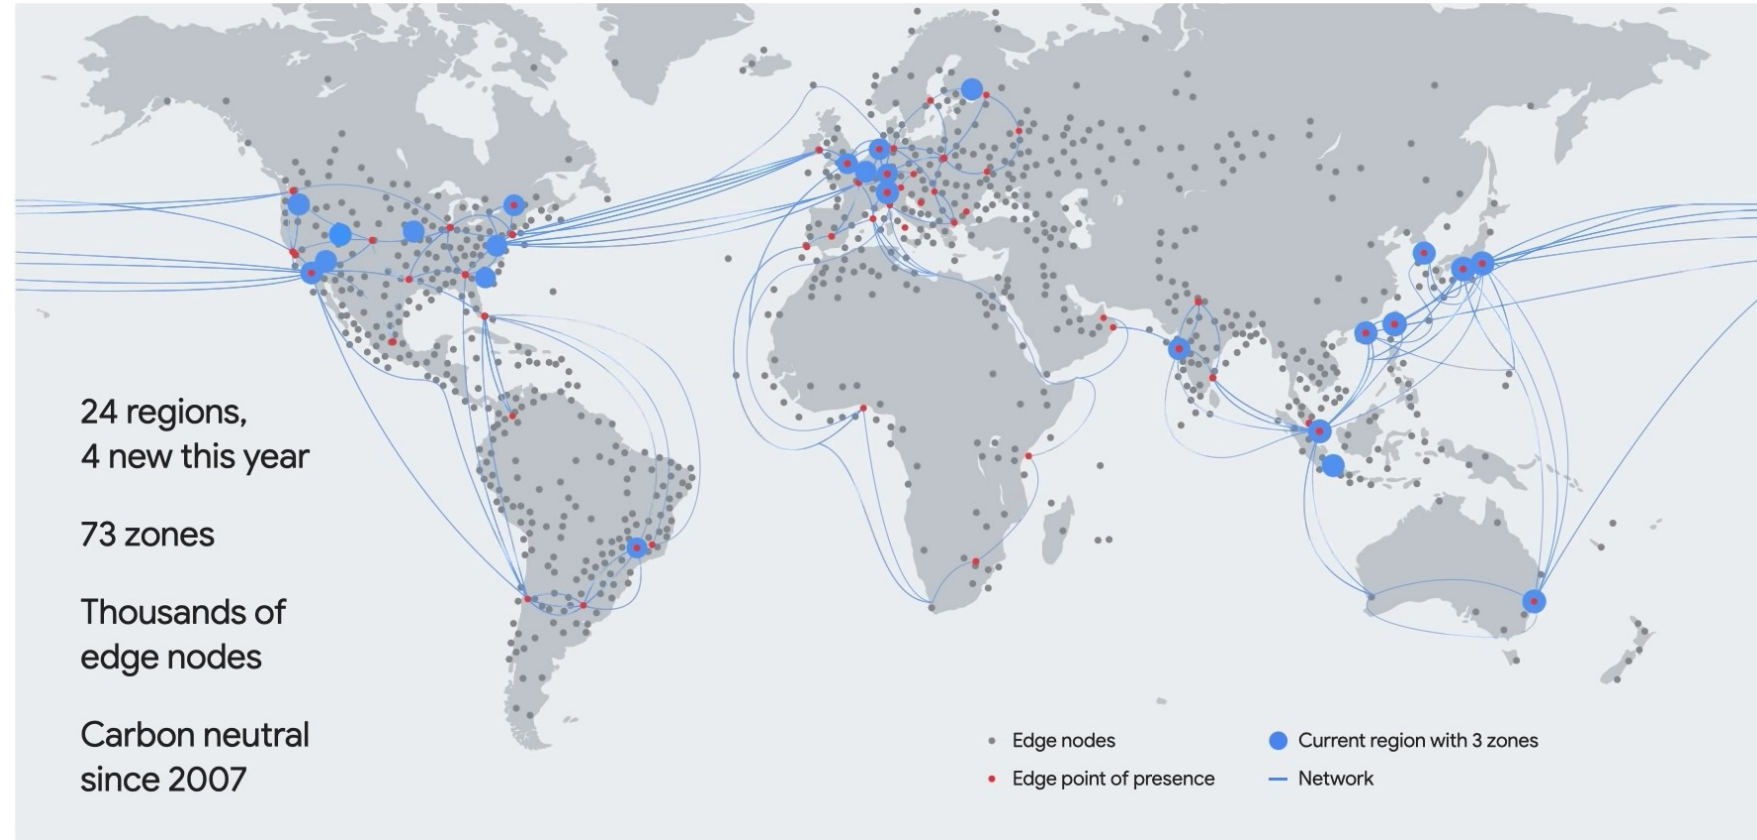 24 regions,
4 new this year
73 zones
Thousands of
edge nodes
Carbon neutral
since 2007
Edge nodes
Current region with 3 zones
Edge point of presence
Network